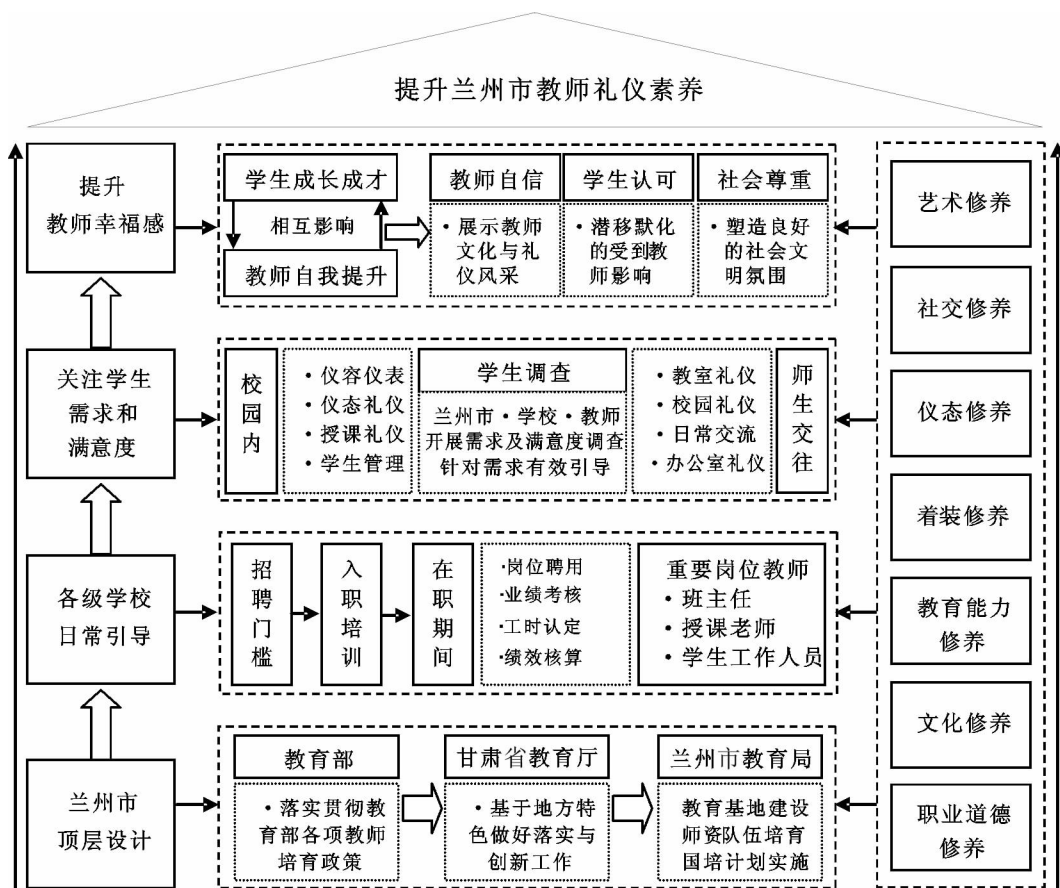 提升兰州市教师礼仪素养
提升
教师幸福感
学生成长成才
相互影响
教师自我提升
教师自信
·展示教师
文化与礼
仪风采
学生认可
·潜移默化
的受到教
师影响
社会尊重
·塑造良好
的社会文
明氛围
关注学生
需求和
满意度
校园内
·仪容仪表
·仪态礼仪
·授课礼仪
·学生管理
学生调查
兰州市·学校·教师
开展需求及满意度调查
针对需求有效引导
·教室礼仪
·校园礼仪
·日常交流
·办公室礼仪
师生交往
各级学校
日常引导
招聘门槛
入职培训
在职期间
·岗位聘用
·业绩考核
·工时认定
·绩效核算
重要岗位教师
·班主任
·授课老师
·学生工作人员
兰州市
顶层设计
教育部
·落实贯彻教
育部各项教师
培育政策
甘肃省教育厅
·基于地方特
色做好落实与
创新工作
兰州市教育局
教育基地建设
师资队伍培育
国培计划实施
艺术修养
社交修养
仪态修养
着装修养
教育能力
修养
文化修养
职业道德
修养